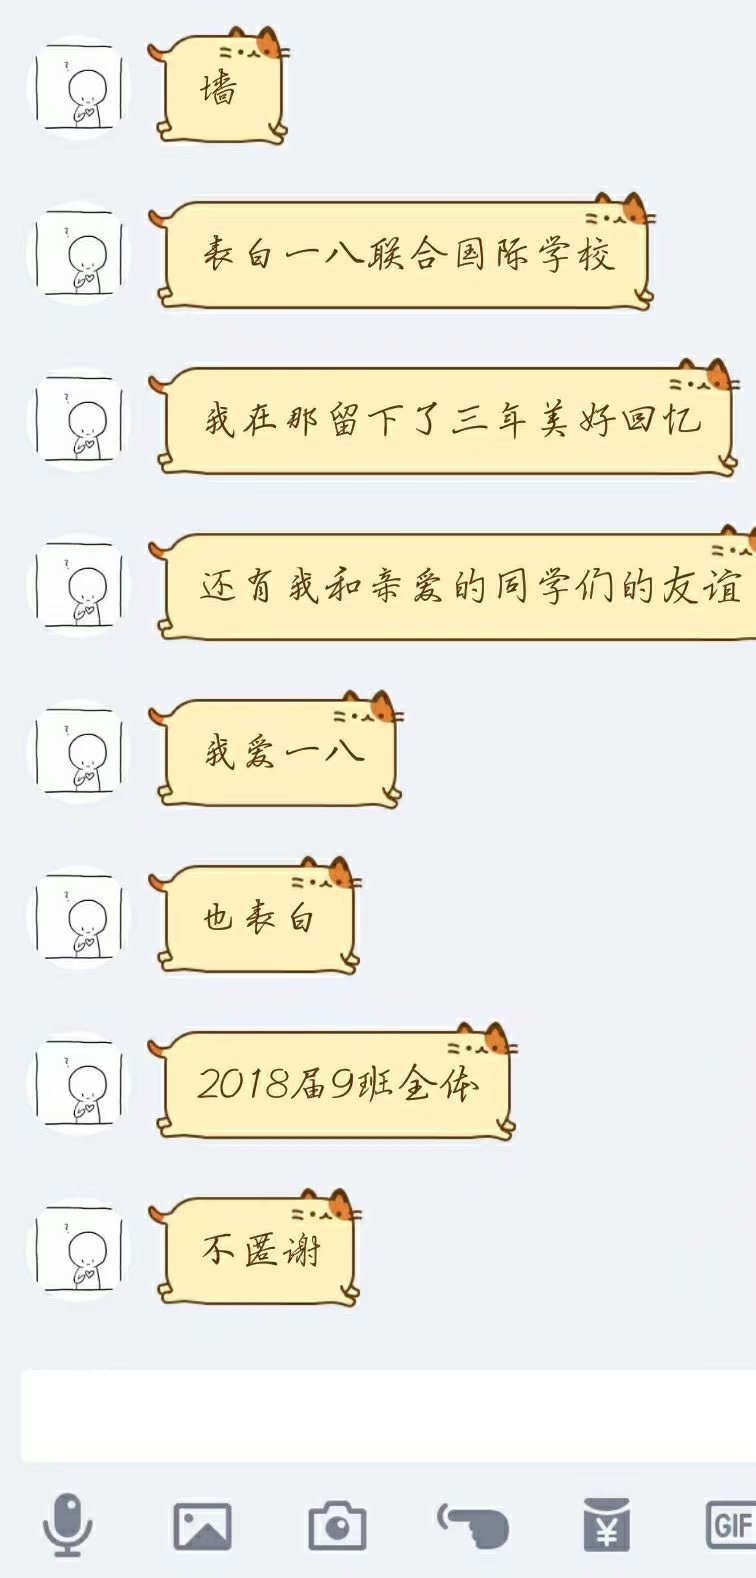 墙
表白一八联合国际学校
我在那留下了三年美好回忆
还有我和亲爱的同学们的友谊
我爱一八
也表白
2018届9班全体
不匿谢
GIF